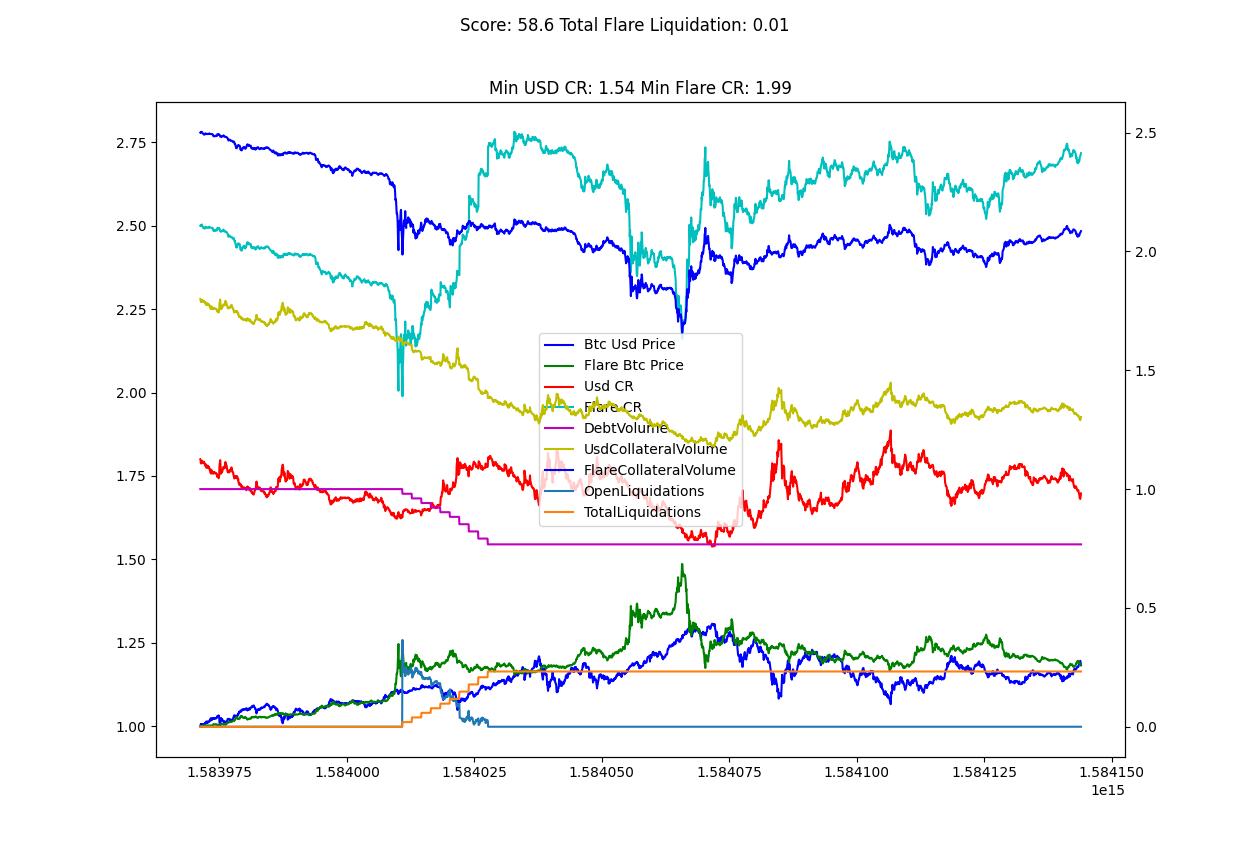 Score: 58.6 Total Flare Liquidation: 0.01
Min USD CR: 1.54 Min Flare CR: 1.99
2.75
2.50
2.25
2.00
1.75
1.50
1.25
1.00
2.5
2.0
1.5
1.0
0.5
0.0
Btc Usd Price
Flare Btc Price
Usd CR
Flare CR
DebtVolume
UsdCollateralVolume
FlareCollateralVolume
OpenLiquidations
TotalLiquidations
1.583975 1.584000 1.584025 1.584050 1.584075 1.584100 1.584125 1.584150
1e15